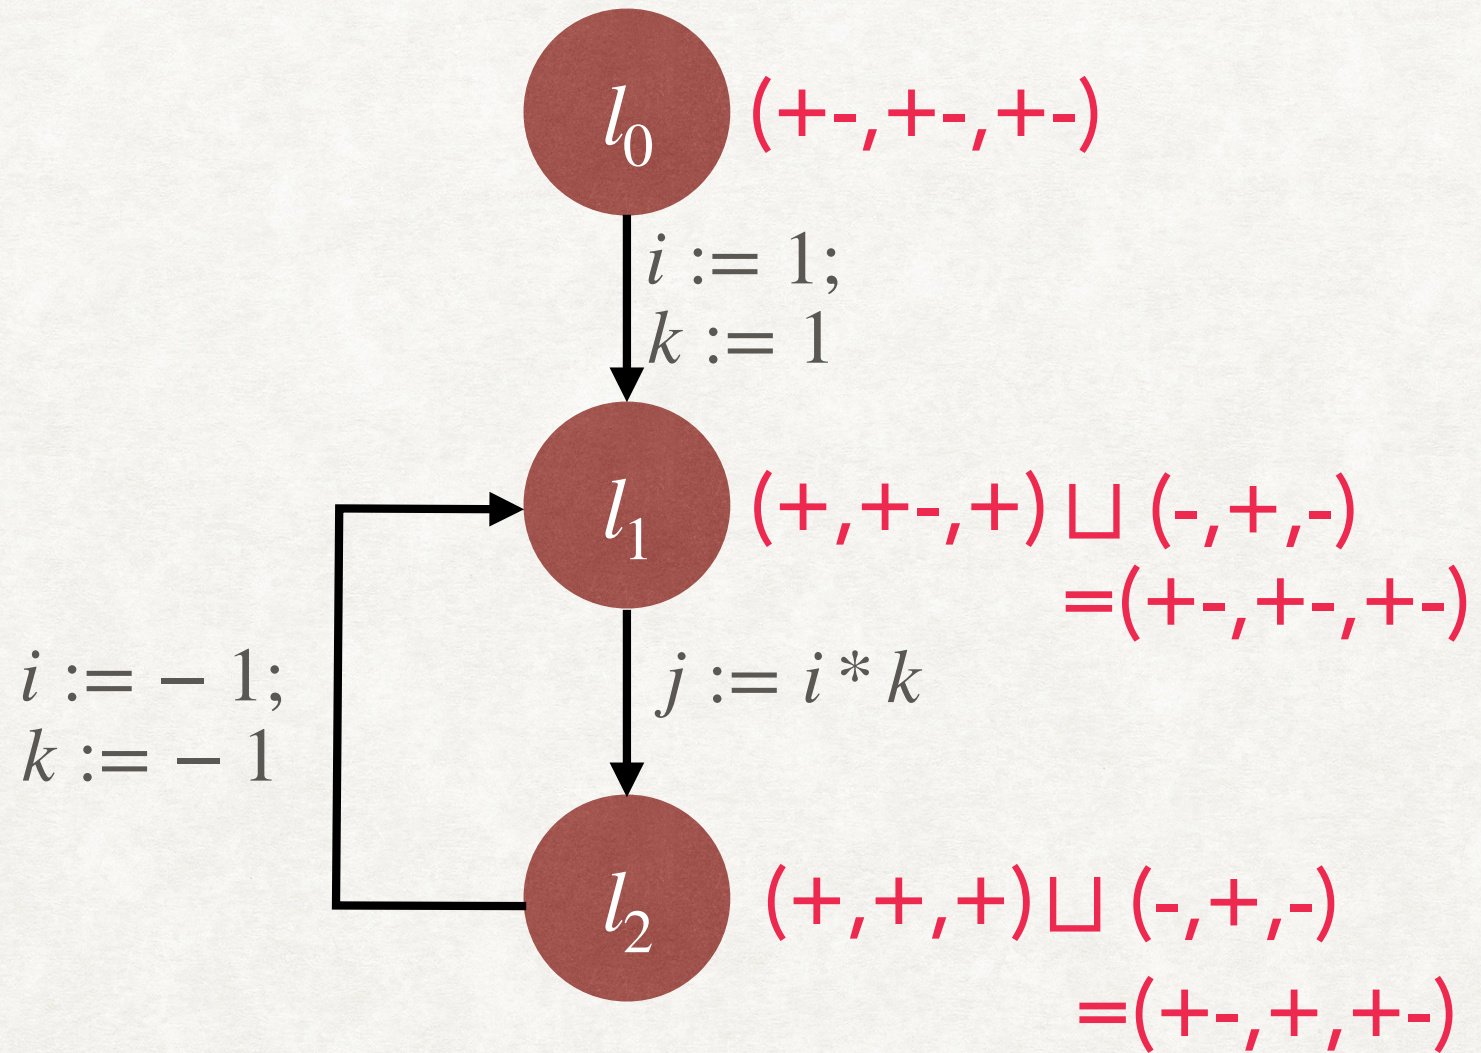 l₀ (+-,+-,+-)
i := 1;
k := 1
l₁ (+,+-,+) ⊔ (-,+,-)
=(+-,+-,+-)
i := − 1;
k := − 1
j := i * k
l₂ (+,+,+) ⊔ (-,+,-)
=(+-,+,+-)